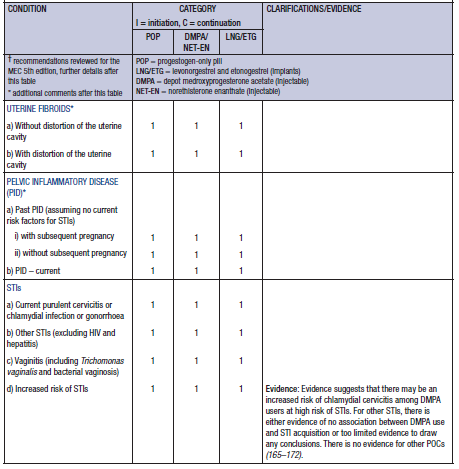 CONDITION
CATEGORY
CLARIFICATIONS/EVIDENCE
I = initiation, C = continuation
POP
DMPA/
NET-EN
LNG/ETG
† recommendations reviewed for the
MEC 5th edition, further details after
this table
* additional comments after this table
POP = progestogen-only pill
LNG/ETG = levonorgestrel and etonogestrel (implants)
DMPA = depot medroxyprogesterone acetate (injectable)
NET-EN = norethisterone enanthate (injectable)
UTERINE FIBROIDS*
a) Without distortion of the uterine
cavity
1 1 1
b) With distortion of the uterine
cavity
1 1 1
PELVIC INFLAMMATORY DISEASE
(PID)*
a) Past PID (assuming no current
risk factors for STIs)
i) with subsequent pregnancy 1 1 1
ii) without subsequent pregnancy 1 1 1
b) PID – current 1 1 1
STIs
a) Current purulent cervicitis or
chlamydial infection or gonorrhoea
1 1 1
b) Other STIs (excluding HIV and
hepatitis)
1 1 1
c) Vaginitis (including Trichomonas
vaginalis and bacterial vaginosis)
1 1 1
d) Increased risk of STIs 1 1 1
Evidence: Evidence suggests that there may be an
increased risk of chlamydial cervicitis among DMPA
users at high risk of STIs. For other STIs, there is
either evidence of no association between DMPA use
and STI acquisition or too limited evidence to draw
any conclusions. There is no evidence for other POCs
(165–172).